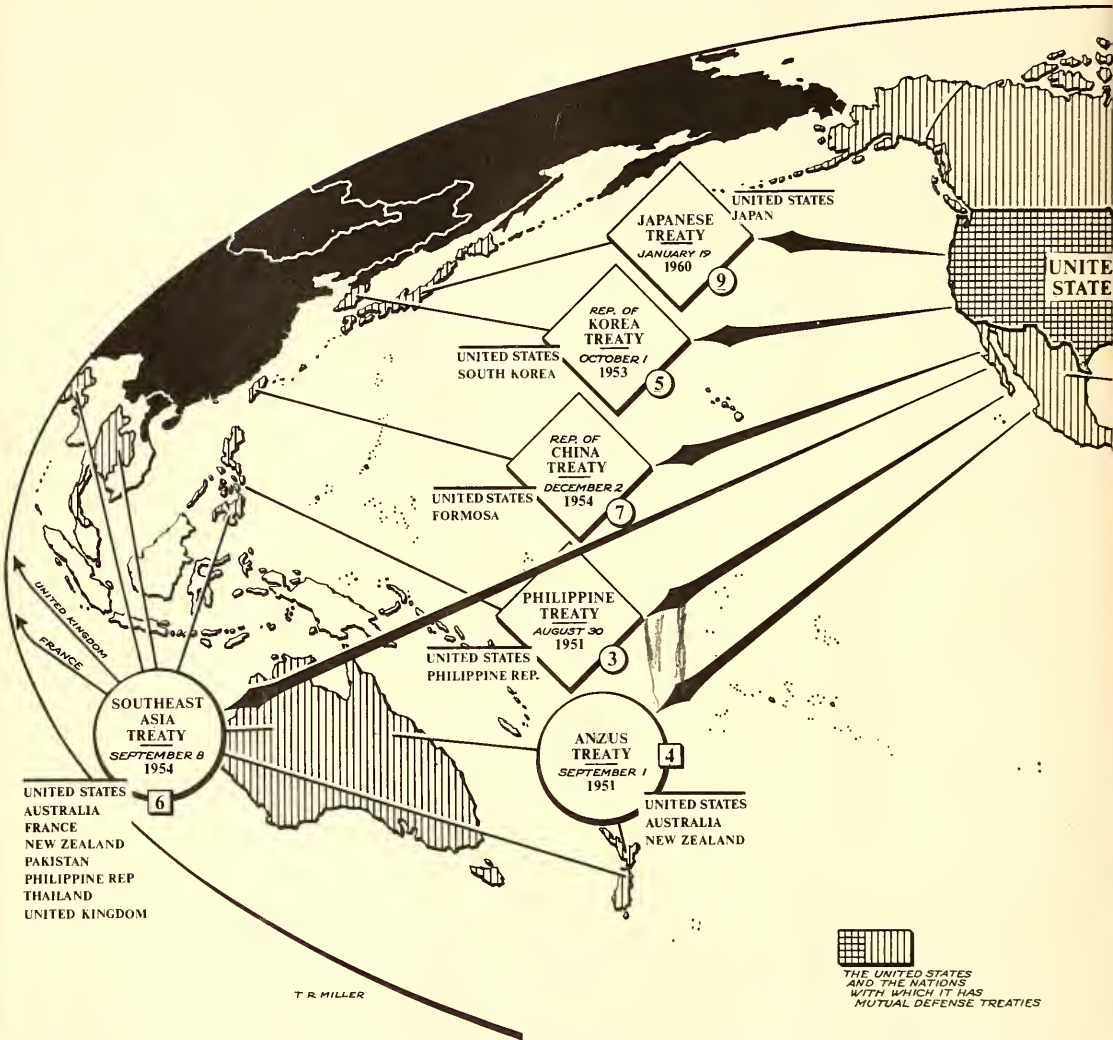 JAPANESE
TREATY
JANUARY 19
1960
9
UNITED STATES
JAPAN
UNITE
STATE
REP. OF
KOREA
TREATY
OCTOBER 1
1953
5
UNITED STATES
SOUTH KOREA
REP. OF
CHINA
TREATY
DECEMBER 2
1954
7
UNITED STATES
FORMOSA
PHILIPPINE
TREATY
AUGUST 30
1951
3
UNITED STATES
PHILIPPINE REP.
UNITED KINGDOM
FRANCE
SOUTHEAST
ASIA
TREATY
SEPTEMBER 8
1954
6
UNITED STATES
AUSTRALIA
FRANCE
NEW ZEALAND
PAKISTAN
PHILIPPINE REP
THAILAND
UNITED KINGDOM
ANZUS
TREATY
SEPTEMBER 1
1951
4
UNITED STATES
AUSTRALIA
NEW ZEALAND
T R MILLER
THE UNITED STATES
AND THE NATIONS
WITH WHICH IT HAS
MUTUAL DEFENSE TREATIES